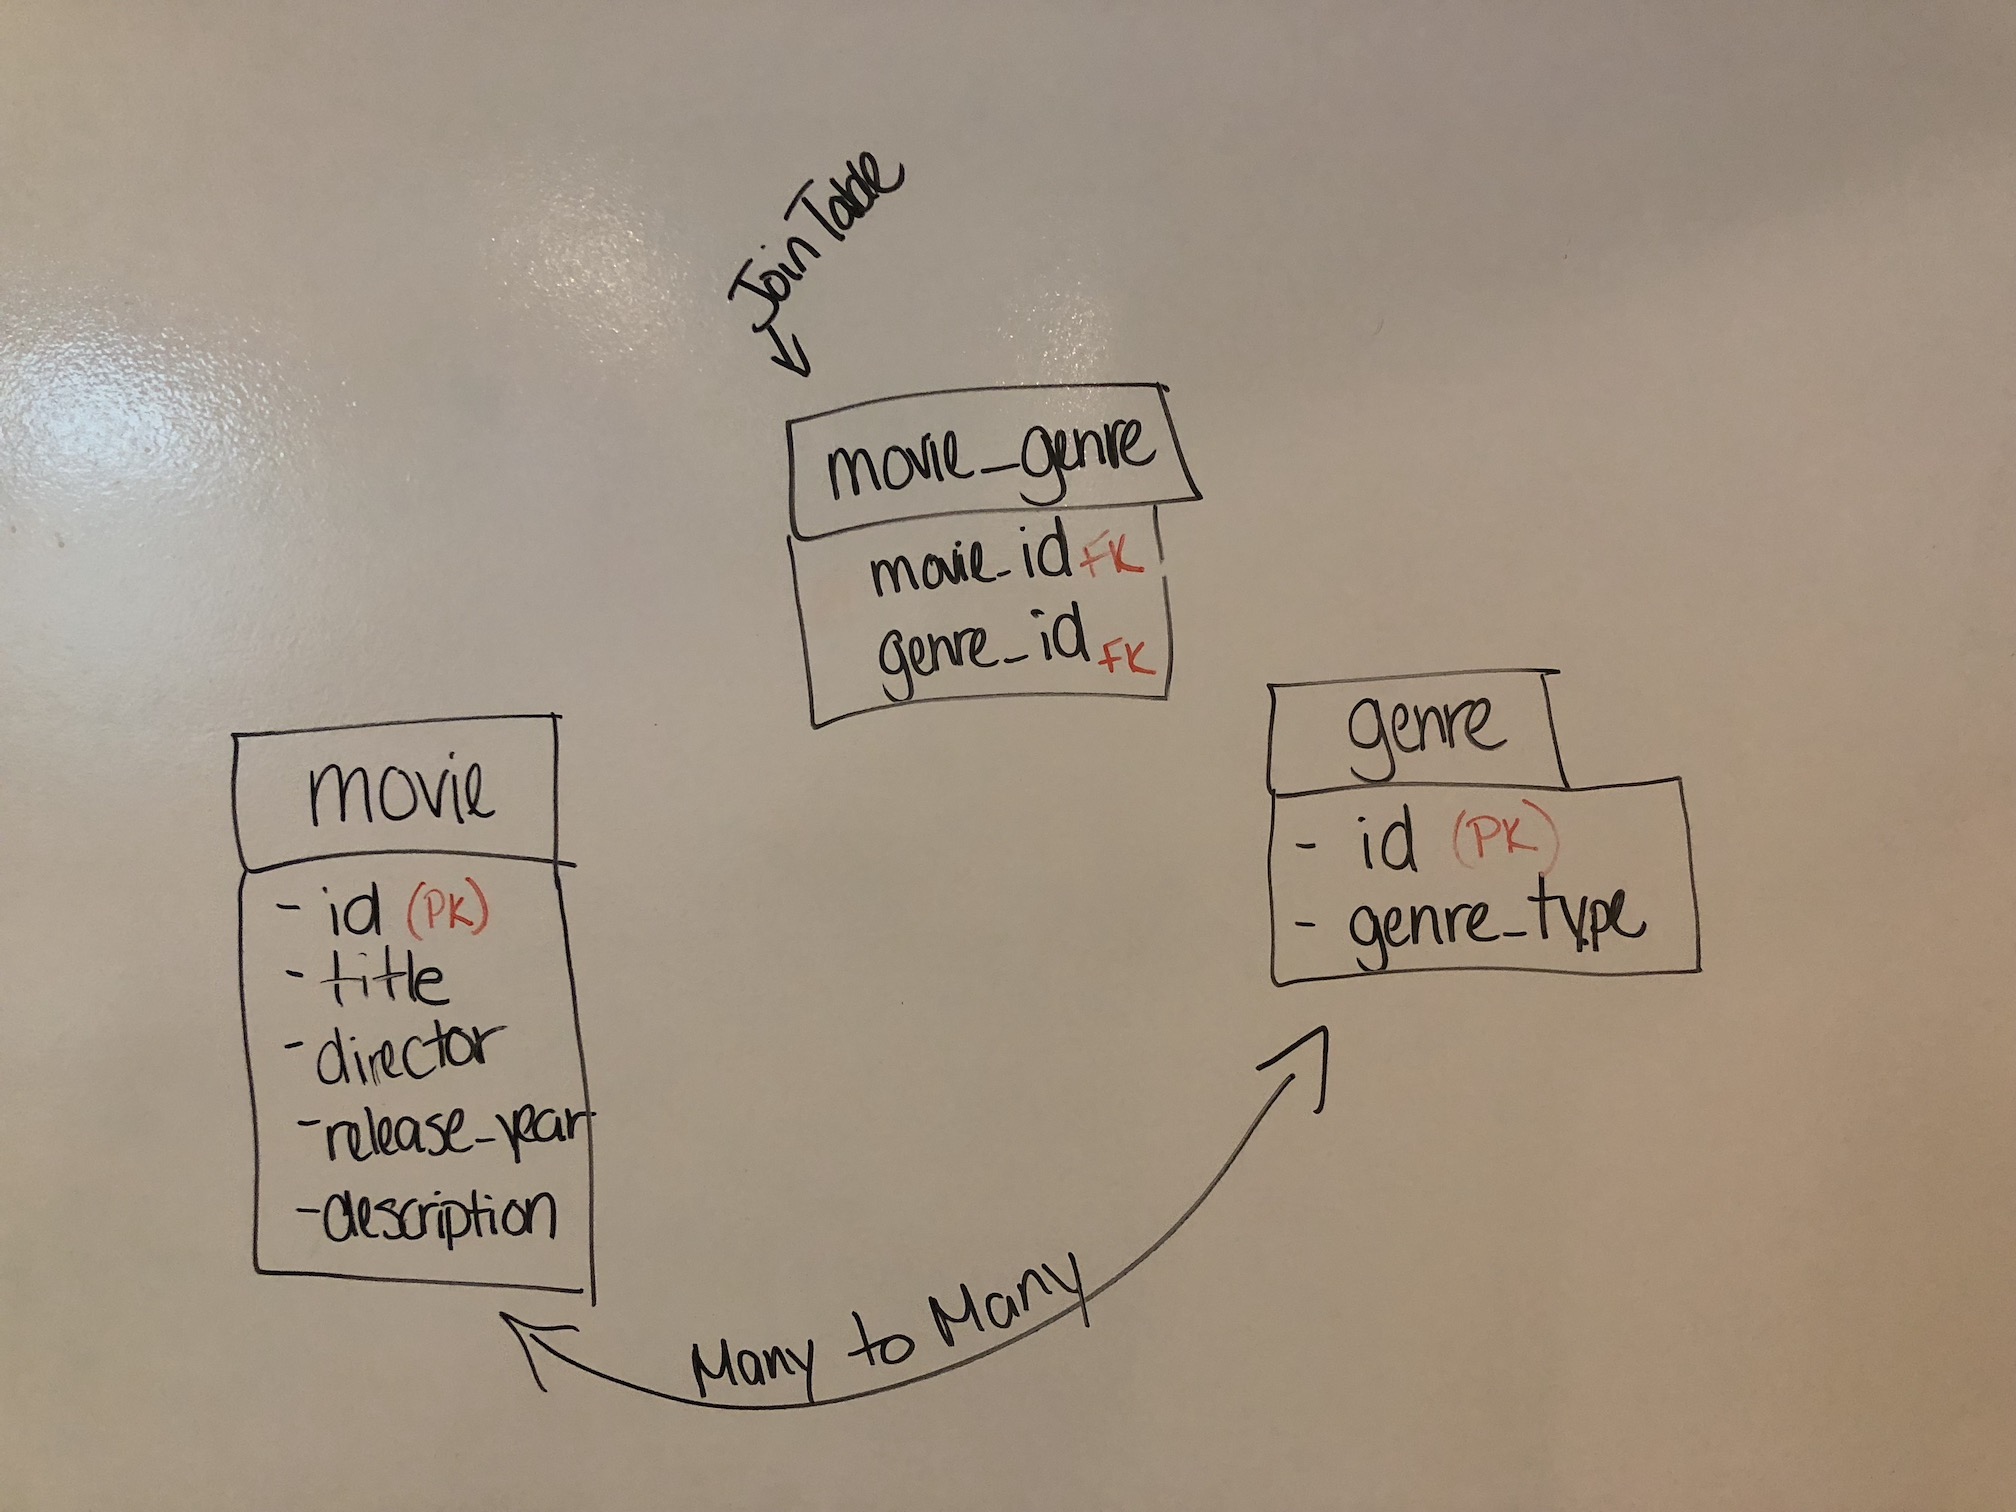 Join Table
movie_genre
movie_id FK
genre_id FK
movie
- id (PK)
- title
- director
- release_year
- description
genre
- id (PK)
- genre_type
Many to Many